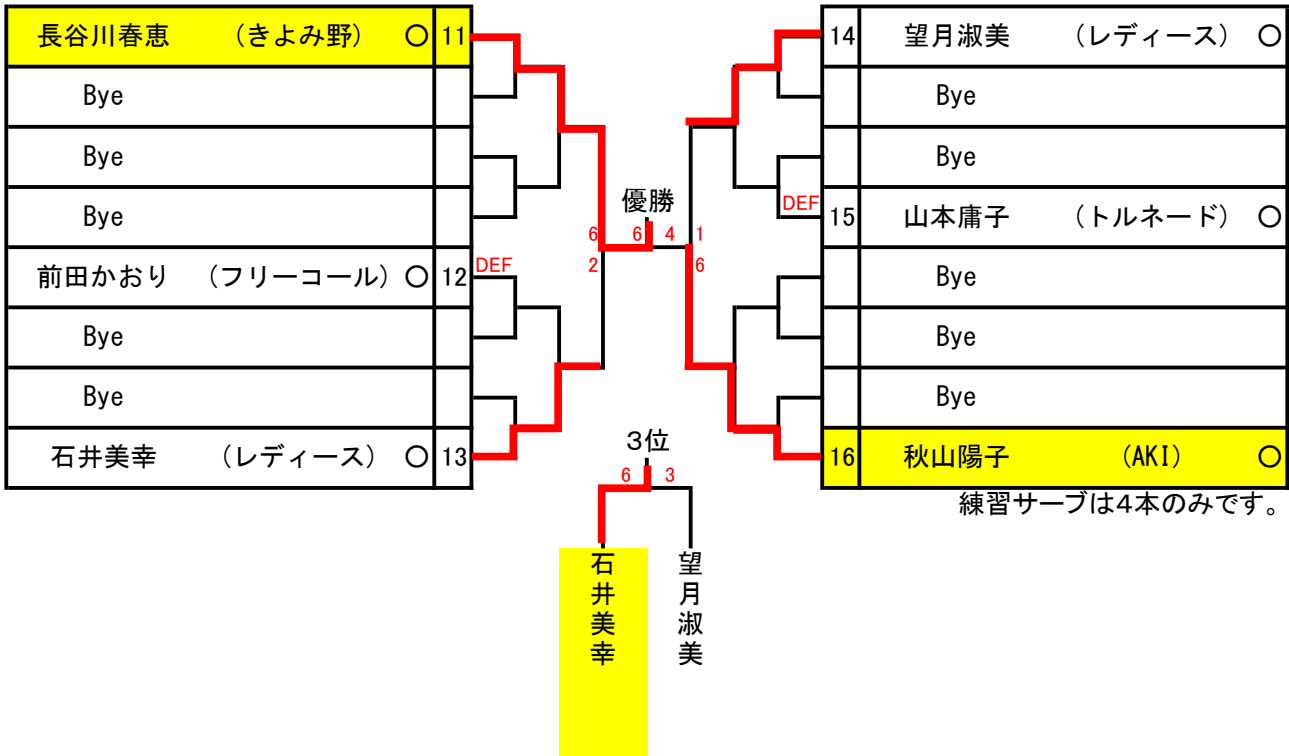 長谷川春恵 (きよみ野) ○ 11
Bye
Bye
Bye
前田かおり (フリーコール) ○ 12 DEF
Bye
Bye
石井美幸 (レディース) ○ 13
優勝
6 6 4 1
2 6
14 望月淑美 (レディース) ○
Bye
Bye
DEF 15 山本庸子 (トルネード) ○
Bye
Bye
Bye
16 秋山陽子 (AKI) ○
練習サーブは4本のみです。
3位
6 3
石井美幸
望月淑美